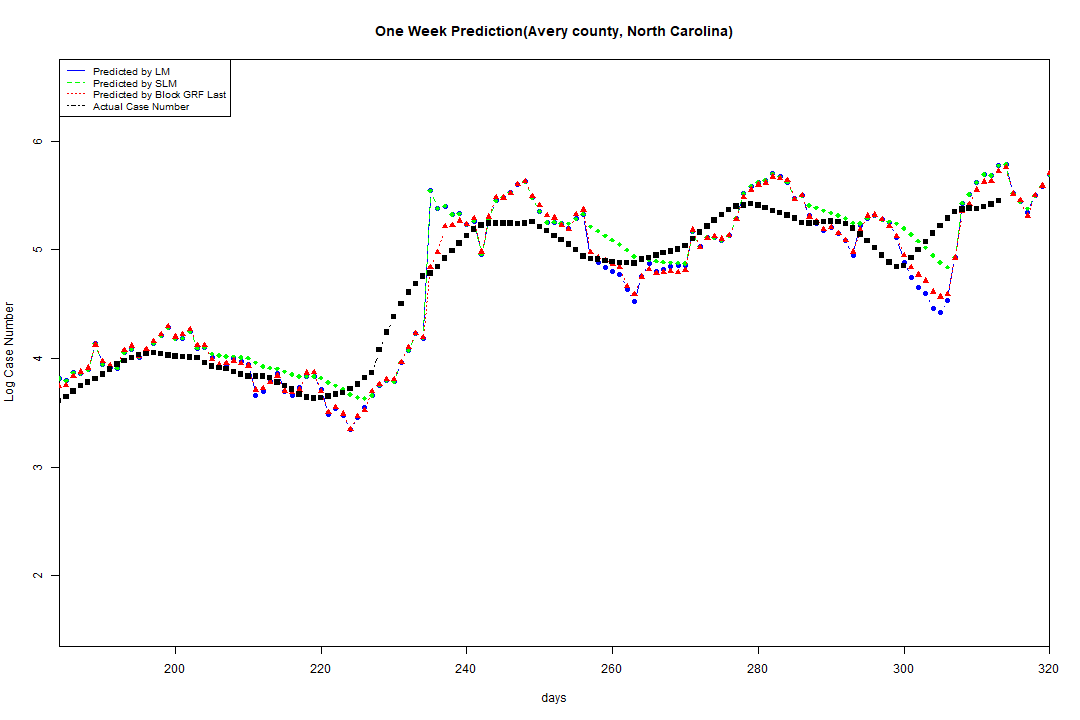 One Week Prediction(Avery county, North Carolina)
Predicted by LM
Predicted by SLM
Predicted by Block GRF Last
Actual Case Number
6
5
4
3
2
Log Case Number
200
220
240
260
280
300
320
days